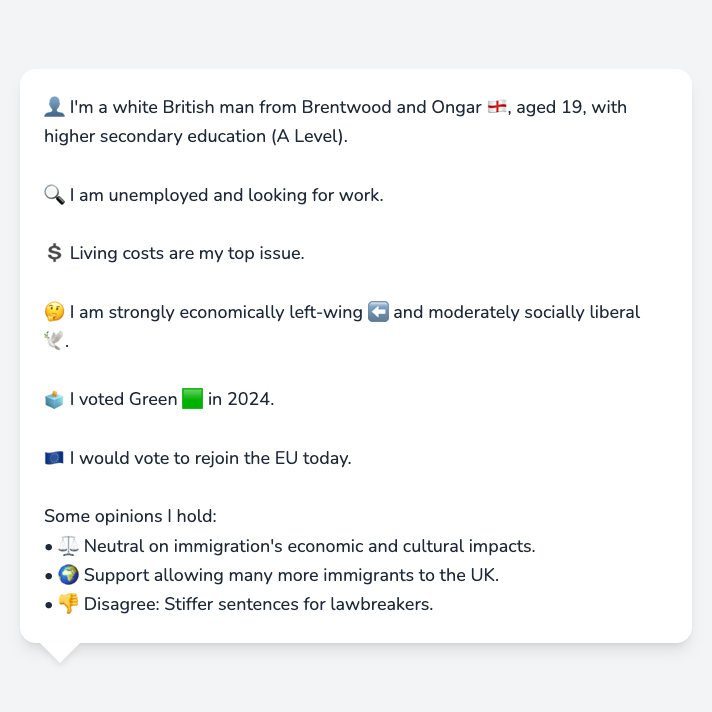 👤 I'm a white British man from Brentwood and Ongar 🏴󠁧󠁢󠁥󠁮󠁧󠁿, aged 19, with
higher secondary education (A Level).
🔍 I am unemployed and looking for work.
💲 Living costs are my top issue.
🤔 I am strongly economically left-wing ⬅️ and moderately socially liberal
🕊️.
🗳️ I voted Green 🟩 in 2024.
🇪🇺 I would vote to rejoin the EU today.
Some opinions I hold:
• ⚖️ Neutral on immigration's economic and cultural impacts.
• 🌍 Support allowing many more immigrants to the UK.
• 👎 Disagree: Stiffer sentences for lawbreakers.